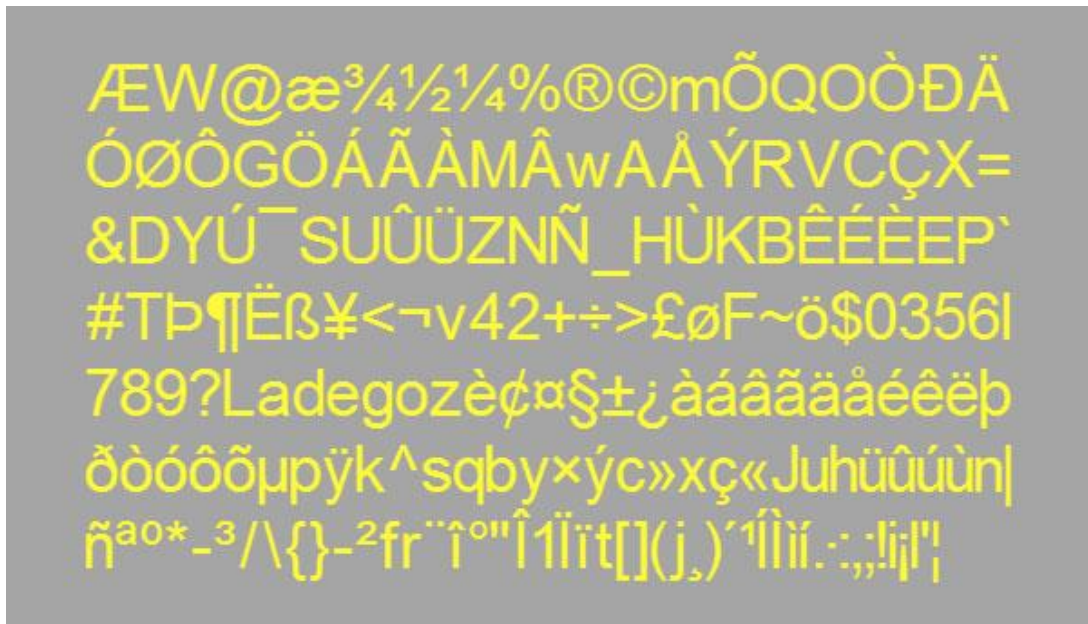 ÆW@æ¾½¼%®©mÕQOÒÐÄ
ÓØÔGÖÁÃÀMÂwAÅÝRVCÇX=
&DYÚ¯SUÛÜZNÑ_HÙKBÊÉÈEP`
#TÞ¶Ëß¥<¬v42+÷>£øF~ö$0356l
789?Ladegozè¢¤§±¿àáâãäåéêëþ
ðòóôõµpÿk^sqby×ýc»xç«Juhüûúùn|
ñªº*-³/\{}-²fr¨î°"Î1Ïït[](j¸)´¹ÍÌìí.·:,;!i¡l'¦